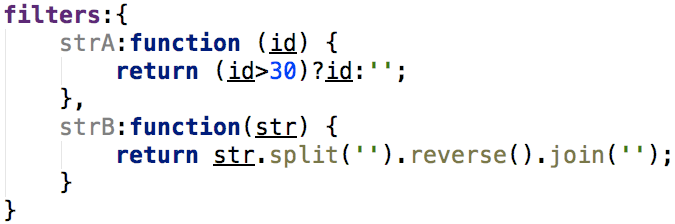 filters:{
    strA:function (id) {
        return (id>30)?id:'';
    },
    strB:function(str) {
        return str.split('').reverse().join('');
    }
}